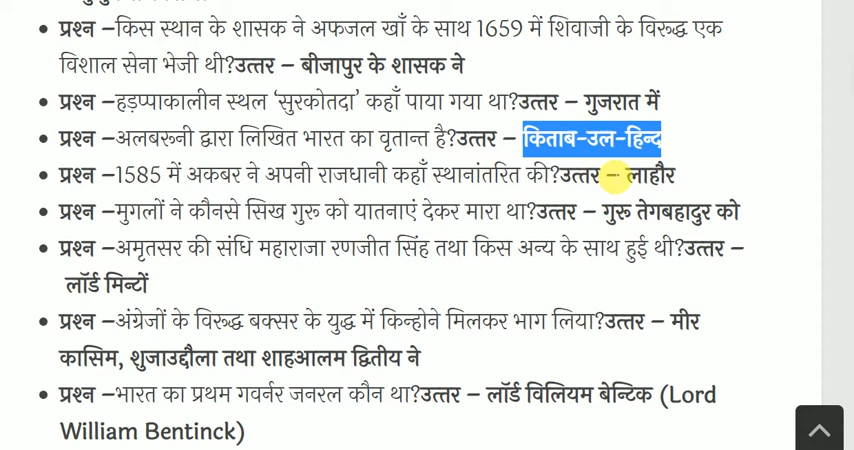 प्रश्न –किस स्थान के शासक ने अफजल खाँ के साथ 1659 में शिवाजी के विरूद्ध एक
विशाल सेना भेजी थी?उत्तर – बीजापुर के शासक ने
प्रश्न –हड़प्पाकालीन स्थल ‘सुरकोतदा’ कहाँ पाया गया था?उत्तर – गुजरात में
प्रश्न –अलबरूनी द्वारा लिखित भारत का वृतान्त है?उत्तर – किताब-उल-हिन्द
प्रश्न –1585 में अकबर ने अपनी राजधानी कहाँ स्थानांतरित की?उत्तर – लाहौर
प्रश्न –मुगलों ने कौनसे सिख गुरू को यातनाएं देकर मारा था?उत्तर – गुरू तेगबहादुर को
प्रश्न –अमृतसर की संधि महाराजा रणजीत सिंह तथा किस अन्य के साथ हुई थी?उत्तर –
लॉर्ड मिन्टों
प्रश्न –अंग्रेजों के विरूद्ध बक्सर के युद्ध में किन्होने मिलकर भाग लिया?उत्तर – मीर
कासिम, शुजाउद्दौला तथा शाहआलम द्वितीय ने
प्रश्न –भारत का प्रथम गवर्नर जनरल कौन था?उत्तर – लॉर्ड विलियम बेन्टिक (Lord
William Bentinck)